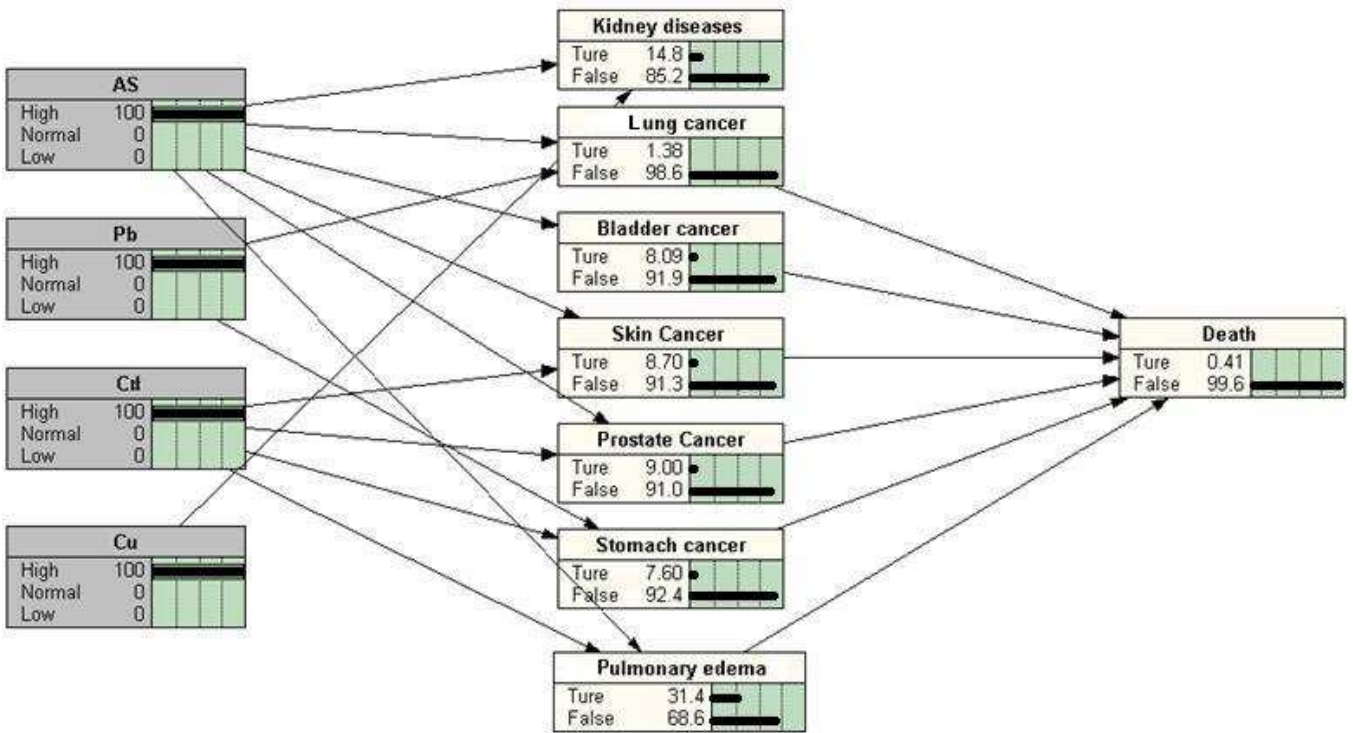 AS
High 100
Normal 0
Low 0
Pb
High 100
Normal 0
Low 0
Cd
High 100
Normal 0
Low 0
Cu
High 100
Normal 0
Low 0
Kidney diseases
Ture 14.8
False 85.2
Lung cancer
Ture 1.38
False 98.6
Bladder cancer
Ture 8.09
False 91.9
Skin Cancer
Ture 8.70
False 91.3
Prostate Cancer
Ture 9.00
False 91.0
Stomach cancer
Ture 7.60
False 92.4
Pulmonary edema
Ture 31.4
False 68.6
Death
Ture 0.41
False 99.6